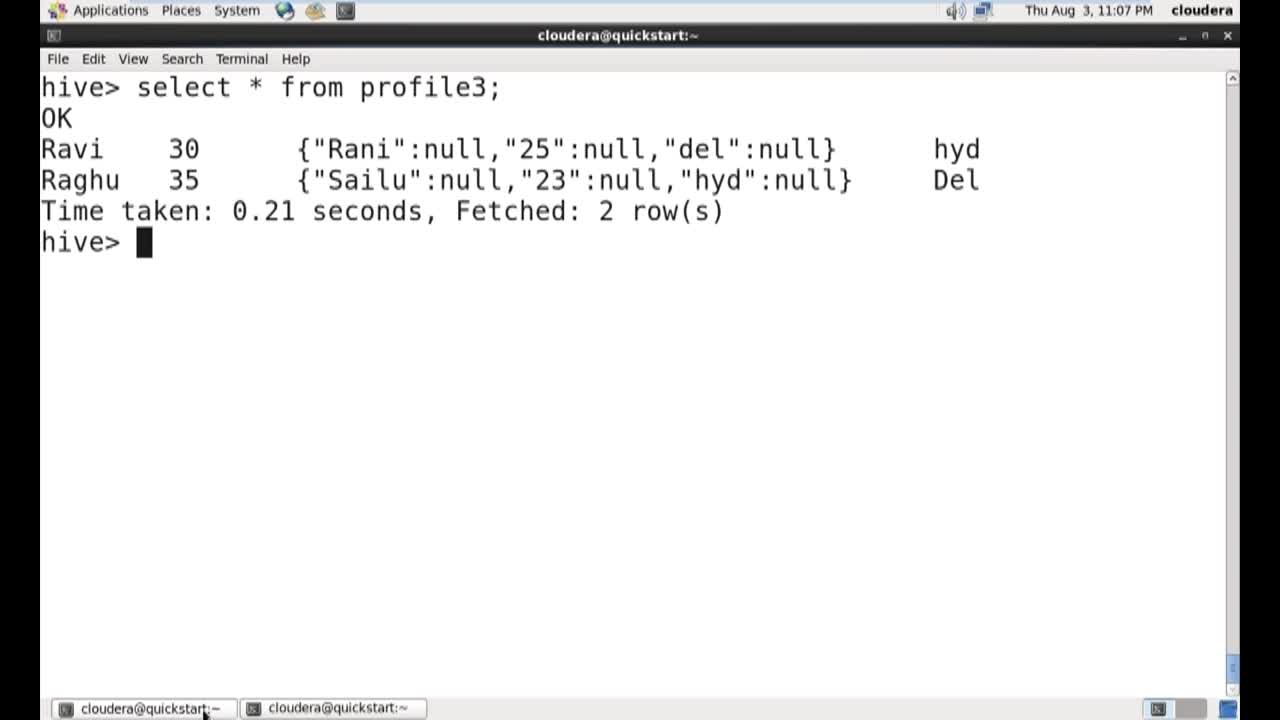 Applications Places System Thu Aug 3, 11:07 PM cloudera
cloudera@quickstart:~
File Edit View Search Terminal Help
hive> select * from profile3;
OK
Ravi 30 {"Rani":null,"25":null,"del":null} hyd
Raghu 35 {"Sailu":null,"23":null,"hyd":null} Del
Time taken: 0.21 seconds, Fetched: 2 row(s)
hive>
cloudera@quickstart:~ cloudera@quickstart:~